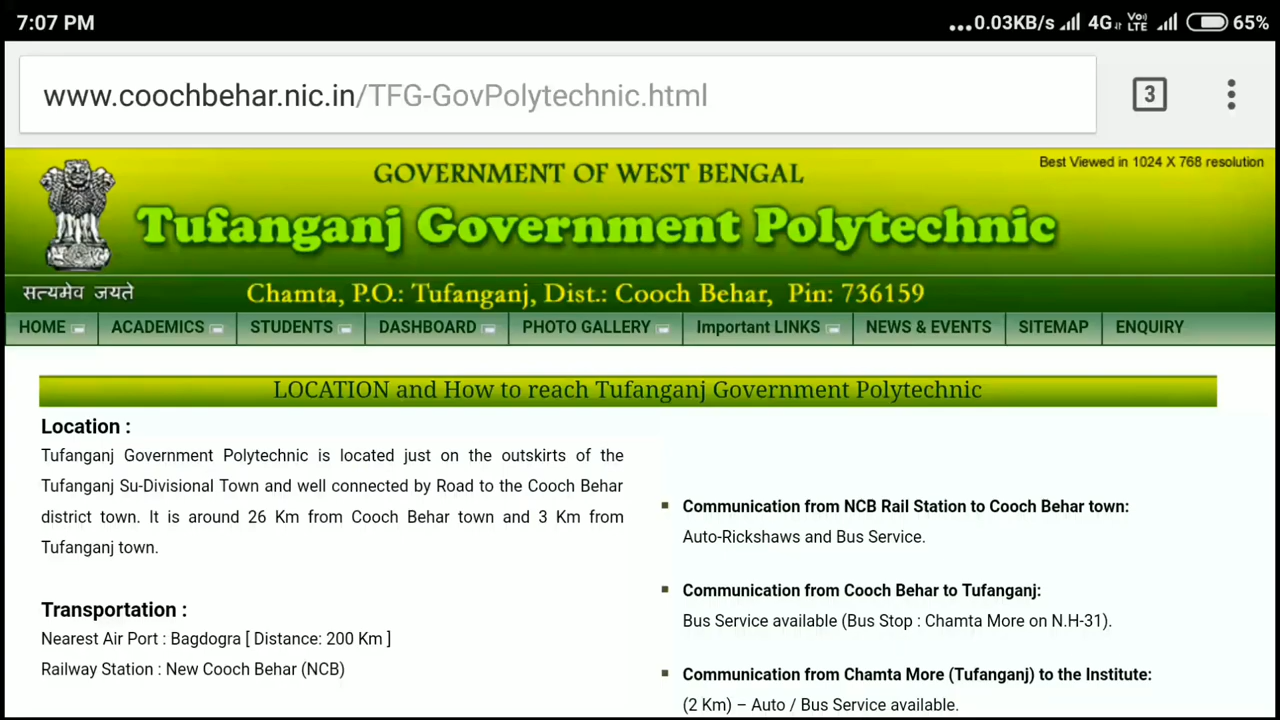 7:07 PM
...0.03KB/s 4G Vo) LTE 65%
www.coochbehar.nic.in/TFG-GovPolytechnic.html
3
Best Viewed in 1024 X 768 resolution
GOVERNMENT OF WEST BENGAL
Tufanganj Government Polytechnic
सत्यमेव जयते
Chamta, P.O.: Tufanganj, Dist.: Cooch Behar, Pin: 736159
HOME ACADEMICS STUDENTS DASHBOARD PHOTO GALLERY Important LINKS NEWS & EVENTS SITEMAP ENQUIRY
LOCATION and How to reach Tufanganj Government Polytechnic
Location :
Tufanganj Government Polytechnic is located just on the outskirts of the
Tufanganj Su-Divisional Town and well connected by Road to the Cooch Behar
district town. It is around 26 Km from Cooch Behar town and 3 Km from
Tufanganj town.
Transportation :
Nearest Air Port : Bagdogra [ Distance: 200 Km ]
Railway Station : New Cooch Behar (NCB)
Communication from NCB Rail Station to Cooch Behar town:
Auto-Rickshaws and Bus Service.
Communication from Cooch Behar to Tufanganj:
Bus Service available (Bus Stop : Chamta More on N.H-31).
Communication from Chamta More (Tufanganj) to the Institute:
(2 Km) – Auto / Bus Service available.